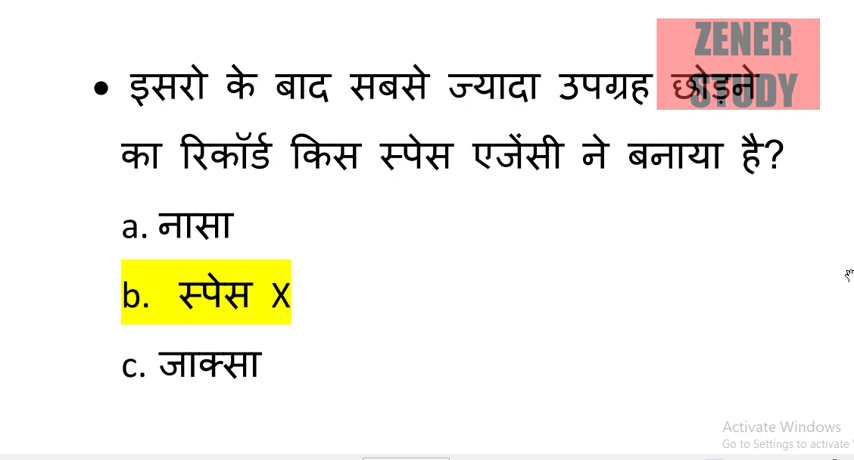 ZENER
STUDY
• इसरो के बाद सबसे ज्यादा उपग्रह छोड़ने
का रिकॉर्ड किस स्पेस एजेंसी ने बनाया है?
a. नासा
b. स्पेस X
c. जाक्सा
Activate Windows
Go to Settings to activate